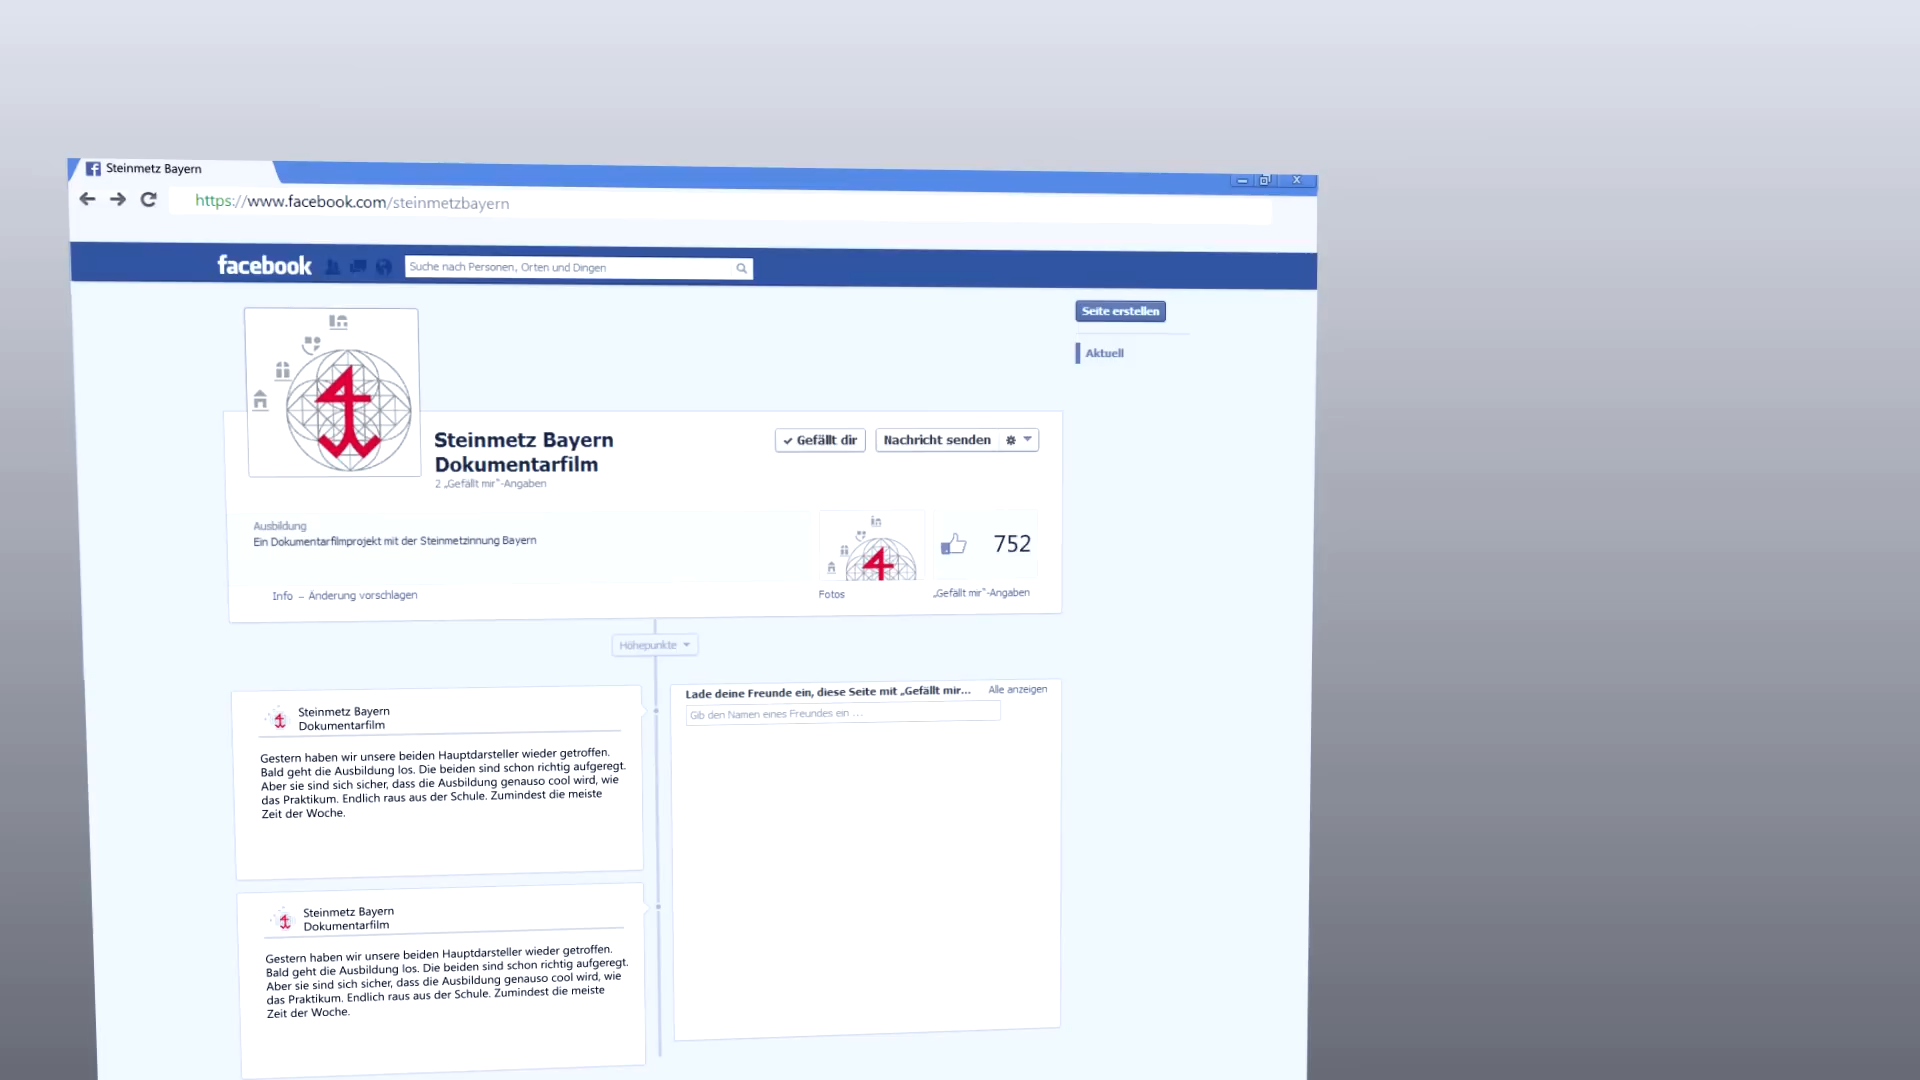 Steinmetz Bayern
https://www.facebook.com/steinmetzbayern
facebook
Suche nach Personen, Orten und Dingen
Seite erstellen
Aktuell
Steinmetz Bayern
Dokumentarfilm
2 „Gefällt mir“-Angaben
Gefällt dir
Nachricht senden
Ausbildung
Ein Dokumentarfilmprojekt mit der Steinmetzinnung Bayern
752
Info – Änderung vorschlagen
Fotos
„Gefällt mir“-Angaben
Höhepunkte
Steinmetz Bayern
Dokumentarfilm
Gestern haben wir unsere beiden Hauptdarsteller wieder getroffen.
Bald geht die Ausbildung los. Die beiden sind schon richtig aufgeregt.
Aber sie sind sich sicher, dass die Ausbildung genauso cool wird, wie
das Praktikum. Endlich raus aus der Schule. Zumindest die meiste
Zeit der Woche.
Lade deine Freunde ein, diese Seite mit „Gefällt mir...
Alle anzeigen
Gib den Namen eines Freundes ein ...
Steinmetz Bayern
Dokumentarfilm
Gestern haben wir unsere beiden Hauptdarsteller wieder getroffen.
Bald geht die Ausbildung los. Die beiden sind schon richtig aufgeregt.
Aber sie sind sich sicher, dass die Ausbildung genauso cool wird, wie
das Praktikum. Endlich raus aus der Schule. Zumindest die meiste
Zeit der Woche.